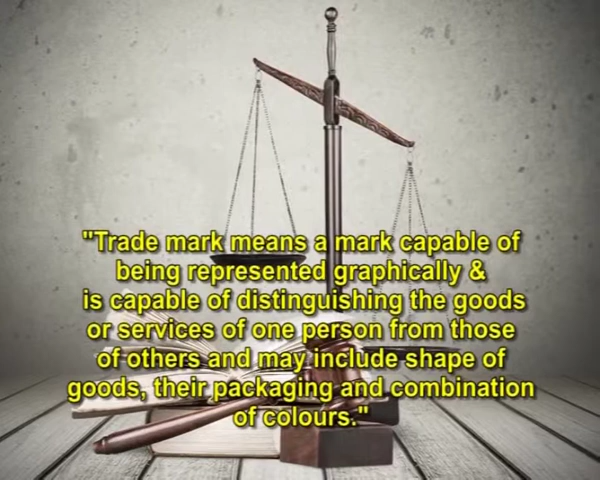 "Trade mark means a mark capable of
being represented graphically &
is capable of distinguishing the goods
or services of one person from those
of others and may include shape of
goods, their packaging and combination
of colours."